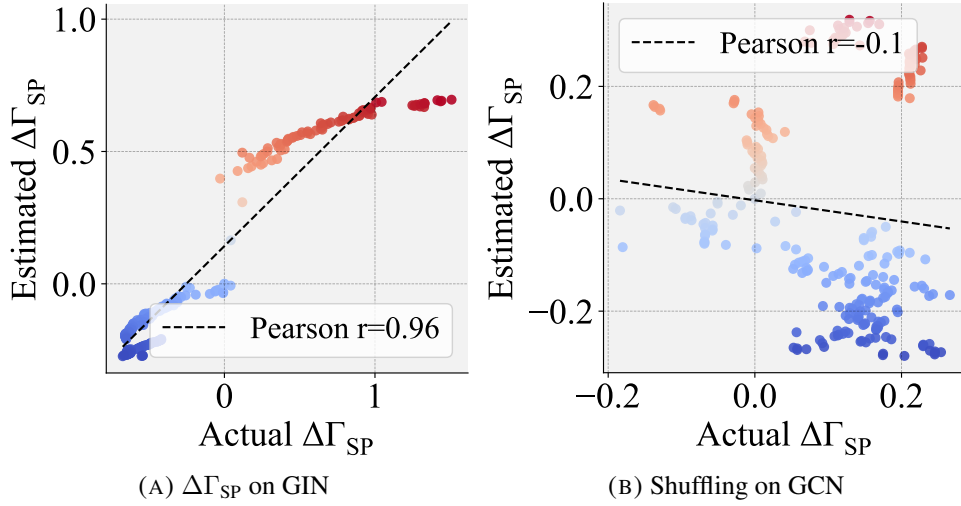 1.0
0.5
0.0
Estimated ΔΓSP
Pearson r=0.96
0
1
Actual ΔΓSP
(A) ΔΓSP on GIN
0.2
0.0
−0.2
Estimated ΔΓSP
Pearson r=-0.1
−0.2
0.0
0.2
Actual ΔΓSP
(B) Shuffling on GCN